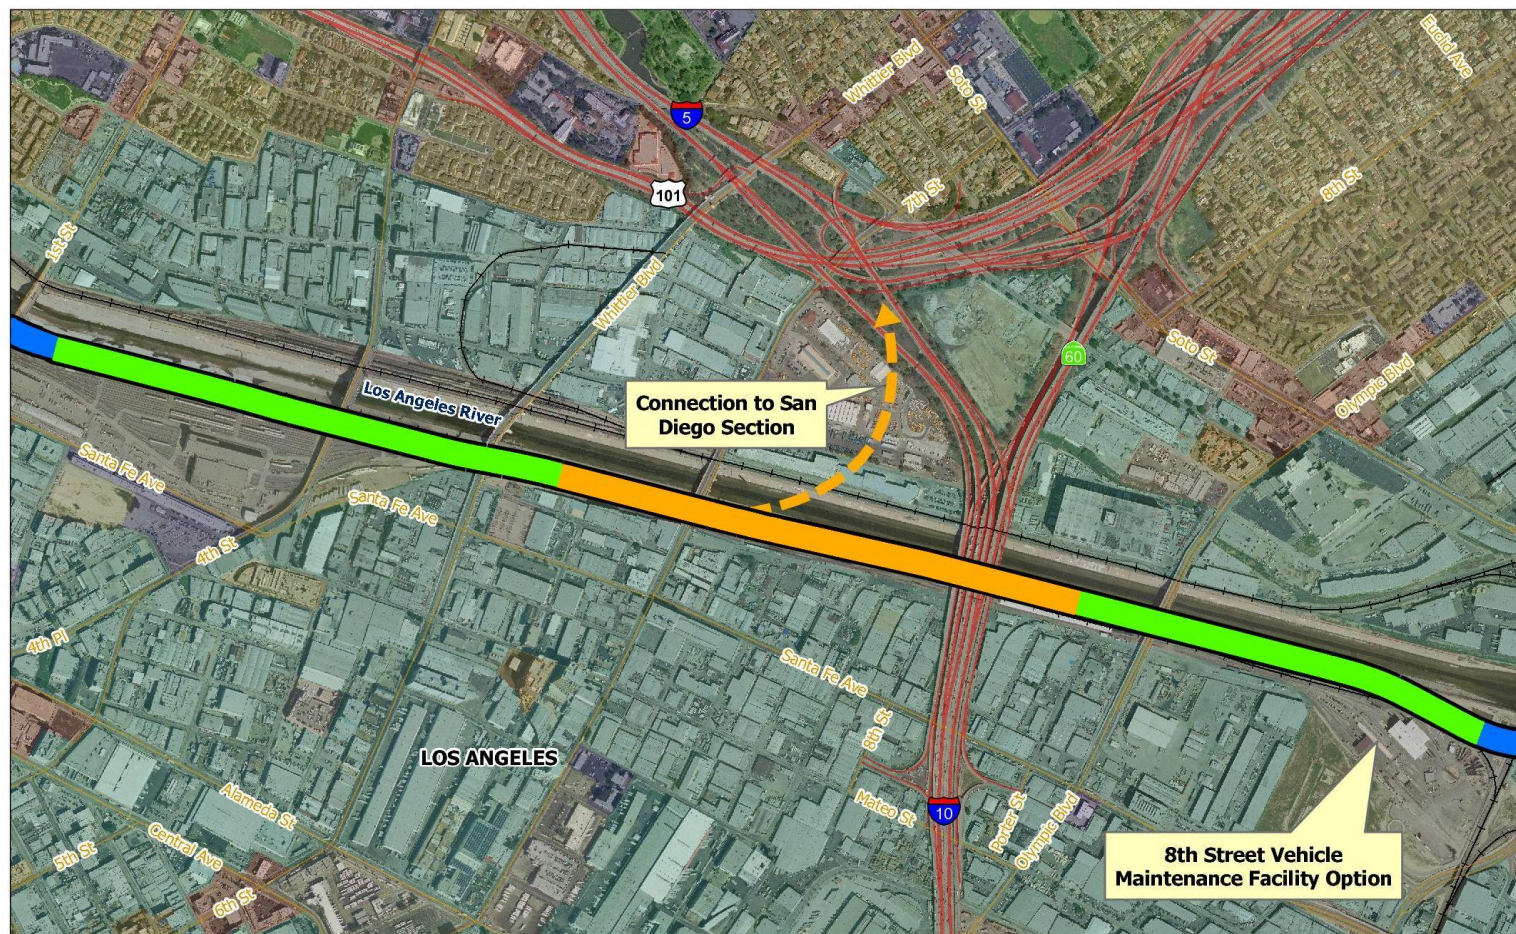 Euclid Ave
Whittier Blvd
Soto St
5
101
7th St
8th St
1st St
Whittier Blvd
60
Soto St
Olympic Blvd
Los Angeles River
Connection to San
Diego Section
Santa Fe Ave
Santa Fe Ave
4th St
4th Pl
Santa Fe Ave
8th St
LOS ANGELES
Alameda St
Mateo St
10
Porter St
Olympic Blvd
Central Ave
5th St
6th St
8th Street Vehicle
Maintenance Facility Option